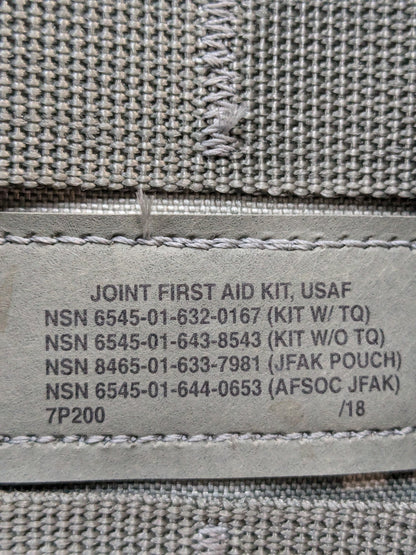 JOINT FIRST AID KIT, USAF
NSN 6545-01-632-0167 (KIT W/ TQ)
NSN 6545-01-643-8543 (KIT W/O TQ)
NSN 8465-01-633-7981 (JFAK POUCH)
NSN 6545-01-644-0653 (AFSOC JFAK)
7P200 /18